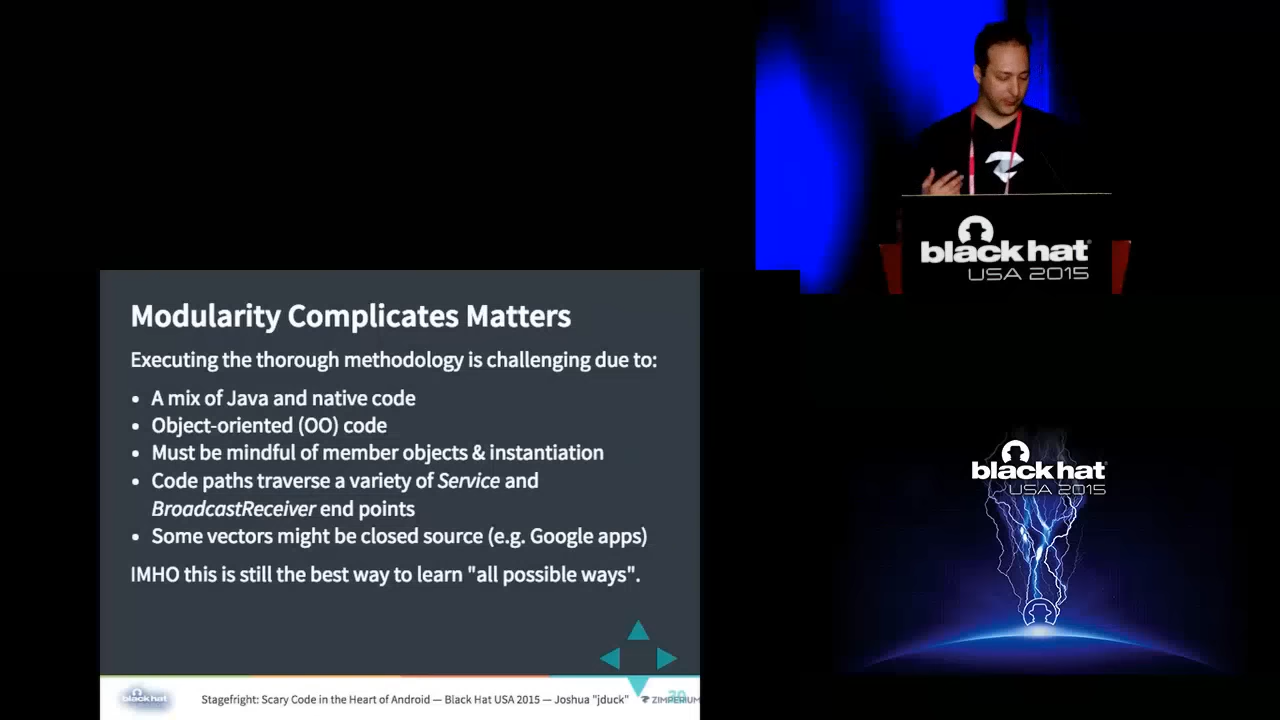 black hat
USA 2015
Modularity Complicates Matters
Executing the thorough methodology is challenging due to:
• A mix of Java and native code
• Object-oriented (OO) code
• Must be mindful of member objects & instantiation
• Code paths traverse a variety of Service and
BroadcastReceiver end points
• Some vectors might be closed source (e.g. Google apps)
IMHO this is still the best way to learn "all possible ways".
black hat
USA 2015
black hat
Stagefright: Scary Code in the Heart of Android — Black Hat USA 2015 — Joshua "jduck"
ZIMPERIUM